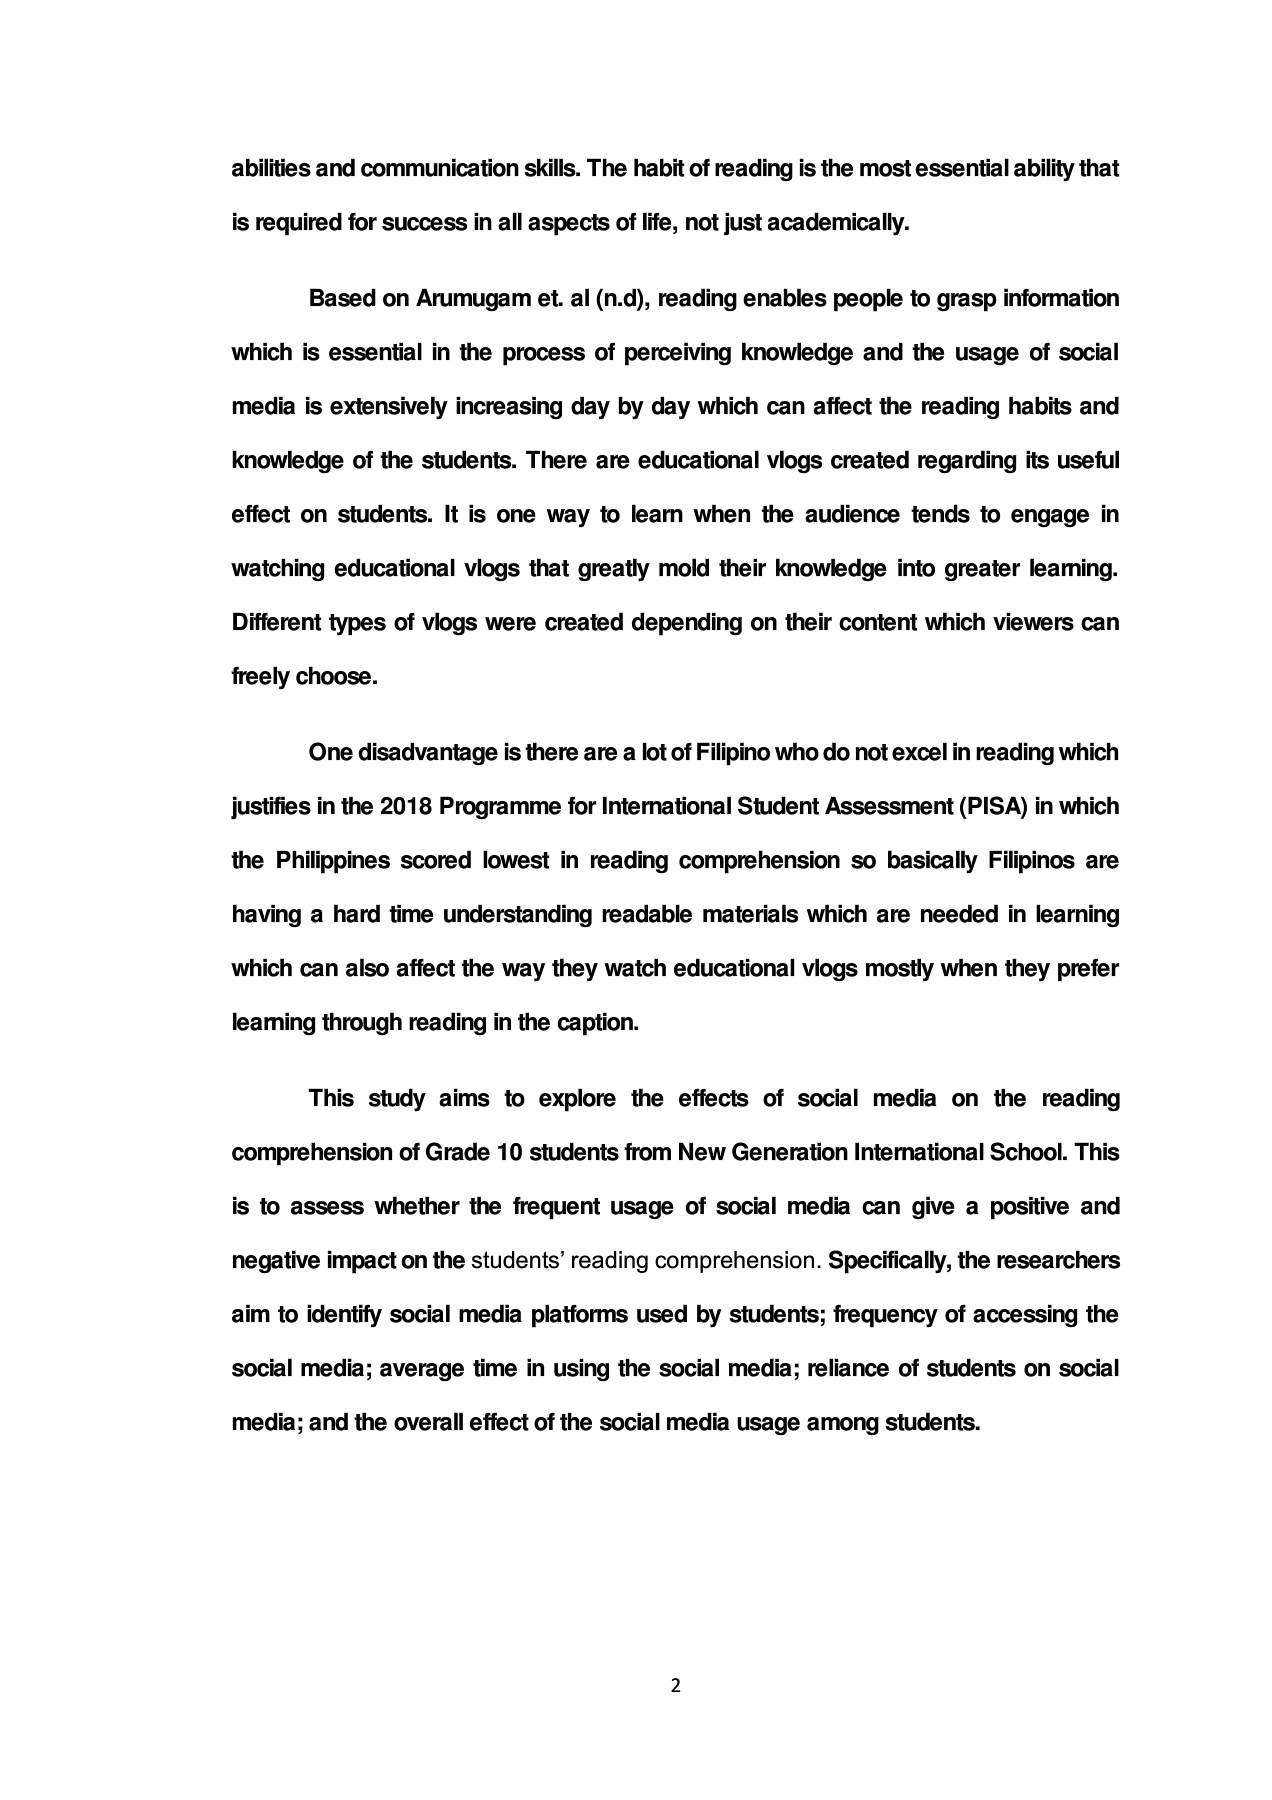 abilities and communication skills. The habit of reading is the most essential ability that
is required for success in all aspects of life, not just academically.
Based on Arumugam et. al (n.d), reading enables people to grasp information
which is essential in the process of perceiving knowledge and the usage of social
media is extensively increasing day by day which can affect the reading habits and
knowledge of the students. There are educational vlogs created regarding its useful
effect on students. It is one way to learn when the audience tends to engage in
watching educational vlogs that greatly mold their knowledge into greater learning.
Different types of vlogs were created depending on their content which viewers can
freely choose.
One disadvantage is there are a lot of Filipino who do not excel in reading which
justifies in the 2018 Programme for International Student Assessment (PISA) in which
the Philippines scored lowest in reading comprehension so basically Filipinos are
having a hard time understanding readable materials which are needed in learning
which can also affect the way they watch educational vlogs mostly when they prefer
learning through reading in the caption.
This study aims to explore the effects of social media on the reading
comprehension of Grade 10 students from New Generation International School. This
is to assess whether the frequent usage of social media can give a positive and
negative impact on the students’ reading comprehension. Specifically, the researchers
aim to identify social media platforms used by students; frequency of accessing the
social media; average time in using the social media; reliance of students on social
media; and the overall effect of the social media usage among students.
2